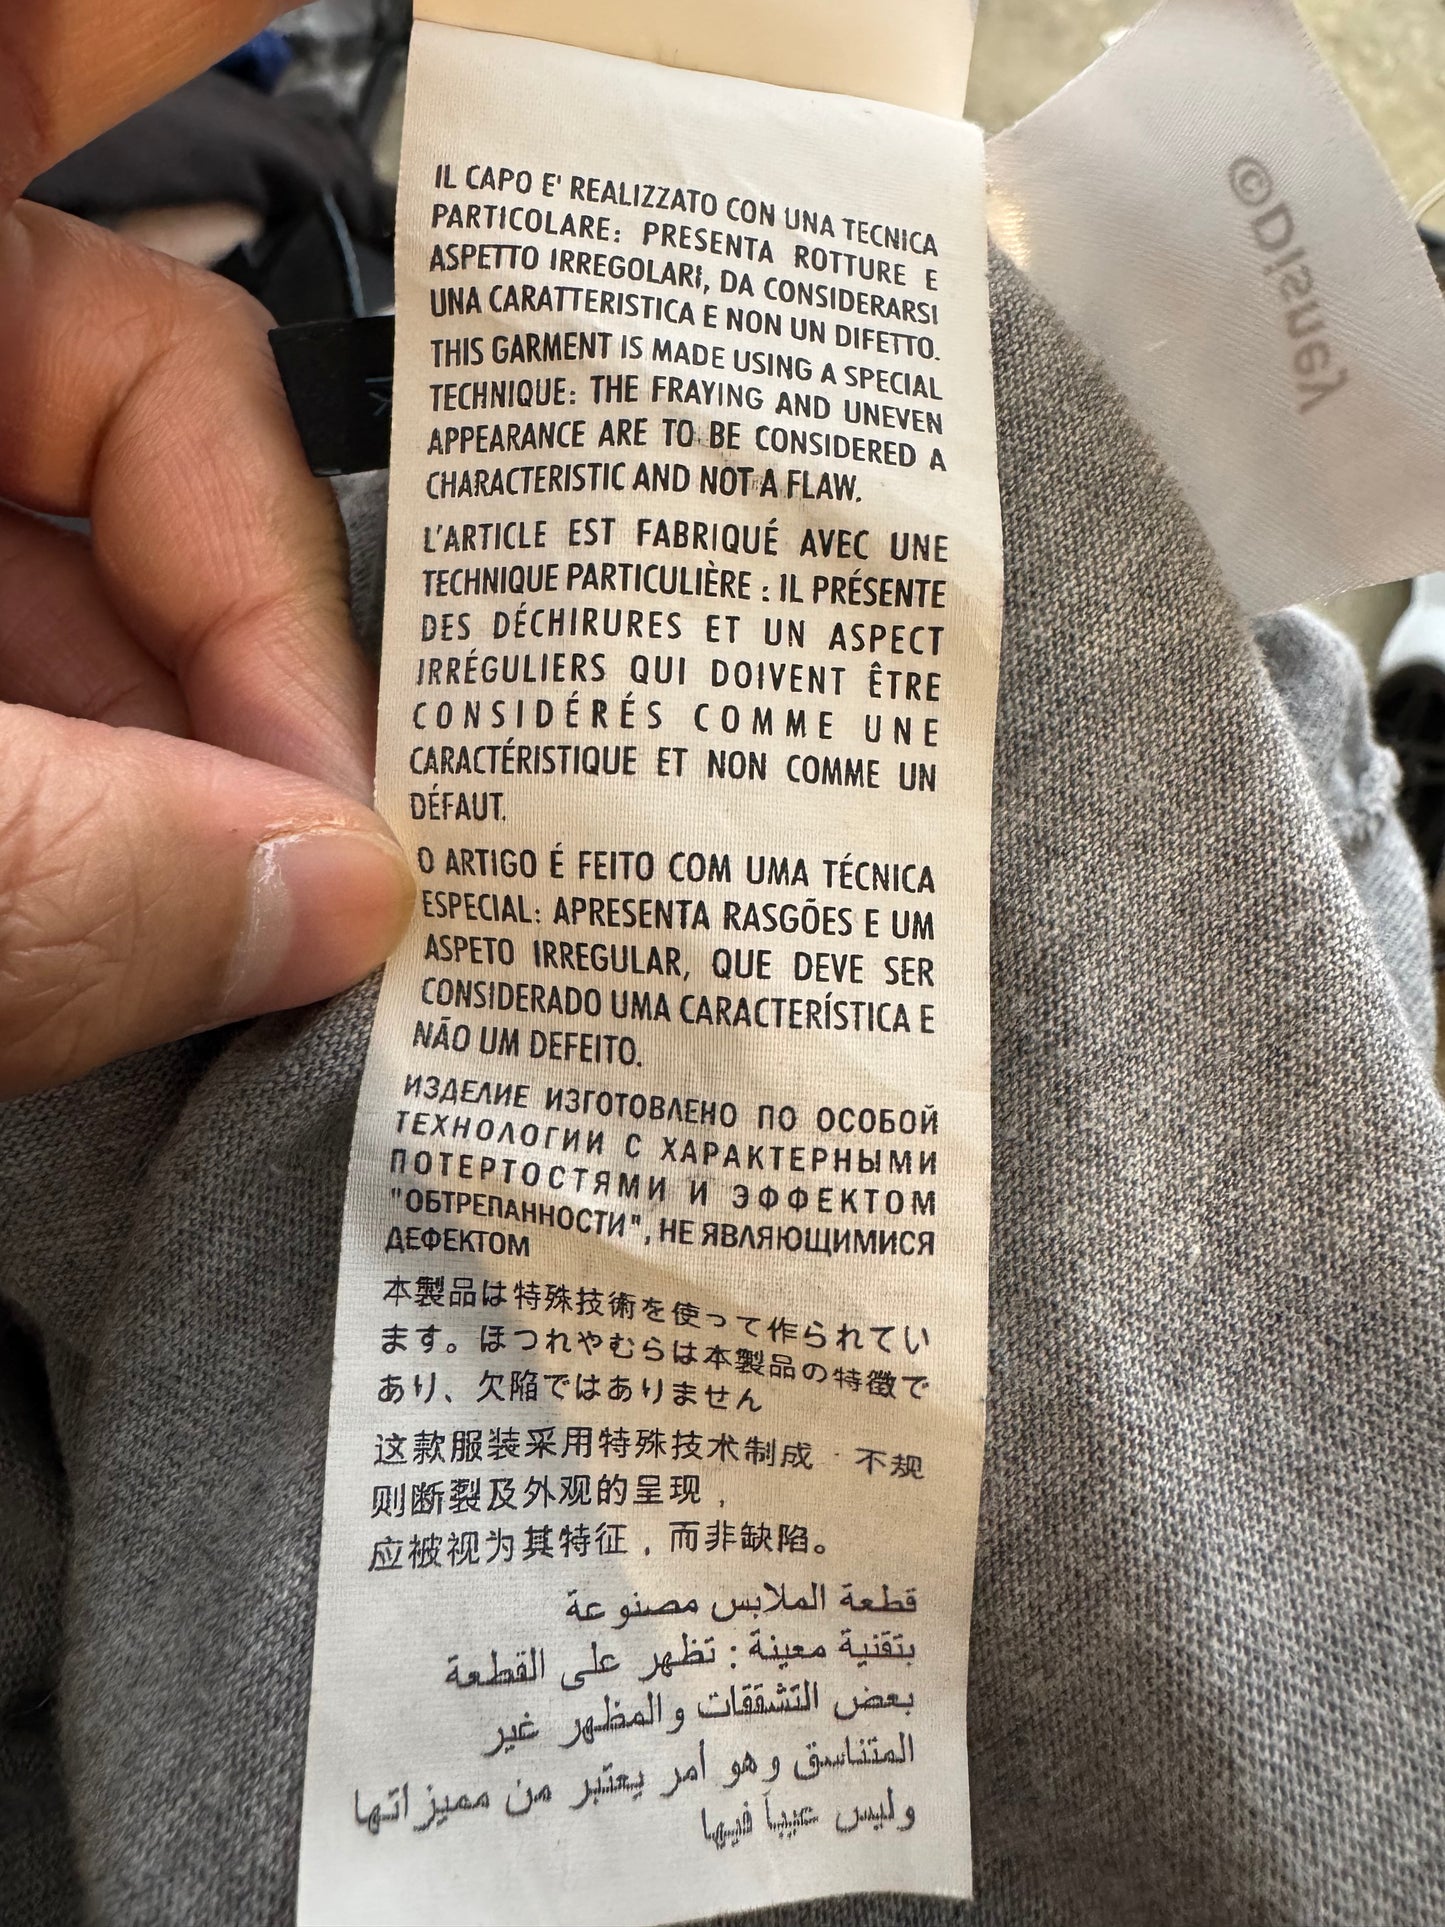 IL CAPO E' REALIZZATO CON UNA TECNICA
PARTICOLARE: PRESENTA ROTTURE E
ASPETTO IRREGOLARI, DA CONSIDERARSI
UNA CARATTERISTICA E NON UN DIFETTO.
THIS GARMENT IS MADE USING A SPECIAL
TECHNIQUE: THE FRAYING AND UNEVEN
APPEARANCE ARE TO BE CONSIDERED A
CHARACTERISTIC AND NOT A FLAW.
L'ARTICLE EST FABRIQUÉ AVEC UNE
TECHNIQUE PARTICULIÈRE : IL PRÉSENTE
DES DÉCHIRURES ET UN ASPECT
IRRÉGULIERS QUI DOIVENT ÊTRE
CONSIDÉRÉS COMME UNE
CARACTÉRISTIQUE ET NON COMME UN
DÉFAUT.
O ARTIGO É FEITO COM UMA TÉCNICA
ESPECIAL: APRESENTA RASGÕES E UM
ASPETO IRREGULAR, QUE DEVE SER
CONSIDERADO UMA CARACTERÍSTICA E
NÃO UM DEFEITO.
ИЗДЕЛИЕ ИЗГОТОВЛЕНО ПО ОСОБОЙ
ТЕХНОЛОГИИ С ХАРАКТЕРНЫМИ
ПОТЕРТОСТЯМИ И ЭФФЕКТОМ
"ОБТРЕПАННОСТИ", НЕ ЯВЛЯЮЩИМИСЯ
ДЕФЕКТОМ
本製品は特殊技術を使って作られてい
ます。ほつれやむらは本製品の特徴で
あり、欠陥ではありません
这款服装采用特殊技术制成 · 不规
则断裂及外观的呈现，
应被视为其特征，而非缺陷。
قطعة الملابس مصنوعة
بتقنية معينة: تظهر على القطعة
بعض التشققات والمظهر غير
المتناسق وهو أمر يعتبر من مميزاتها
وليس عيباً فيها
©Disney